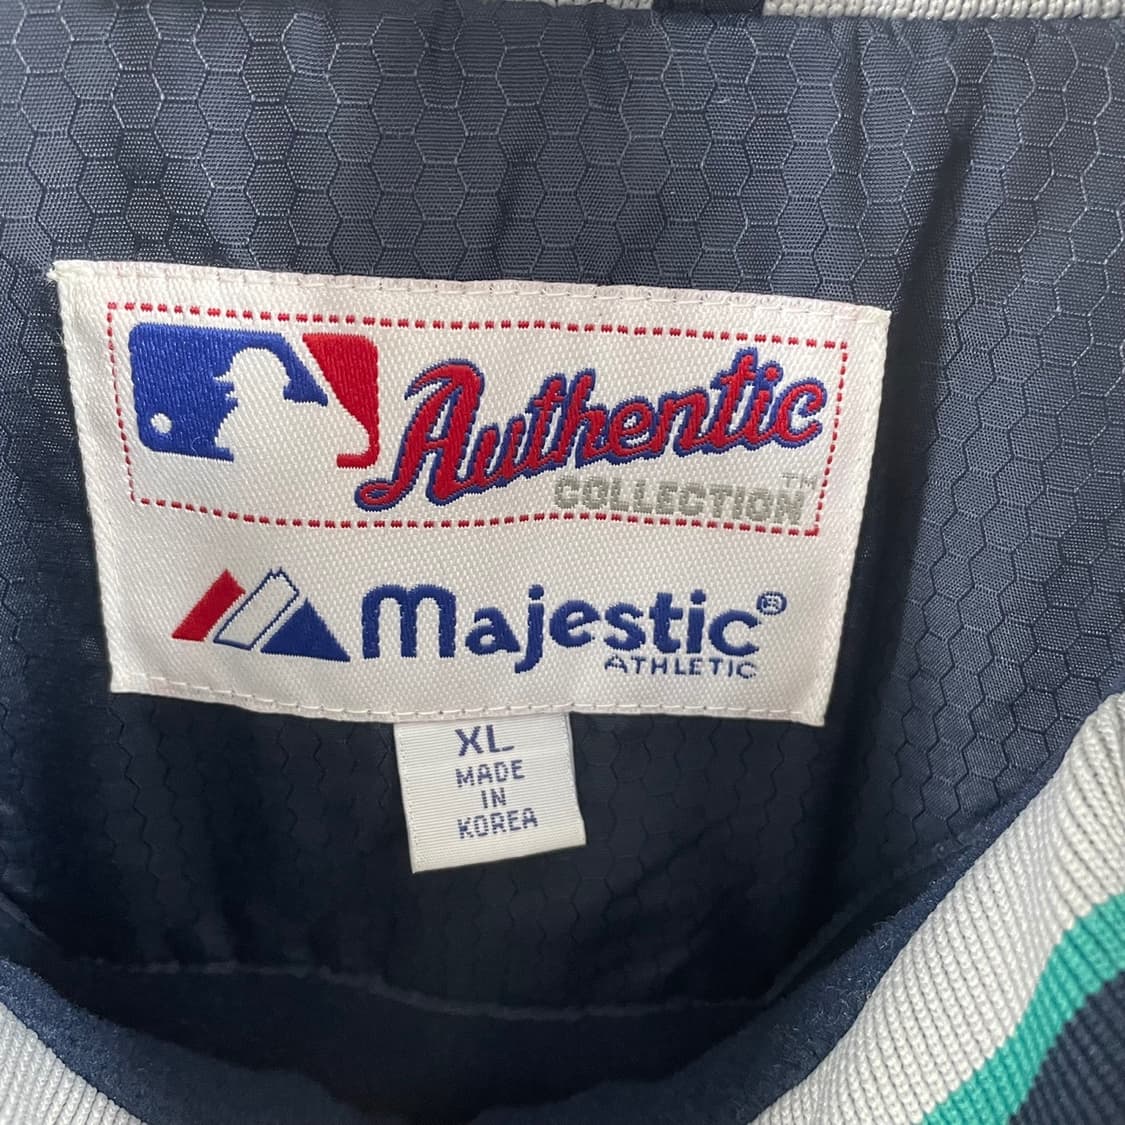 Authentic
COLLECTION™
Majestic®
ATHLETIC
XL
MADE
IN
KOREA